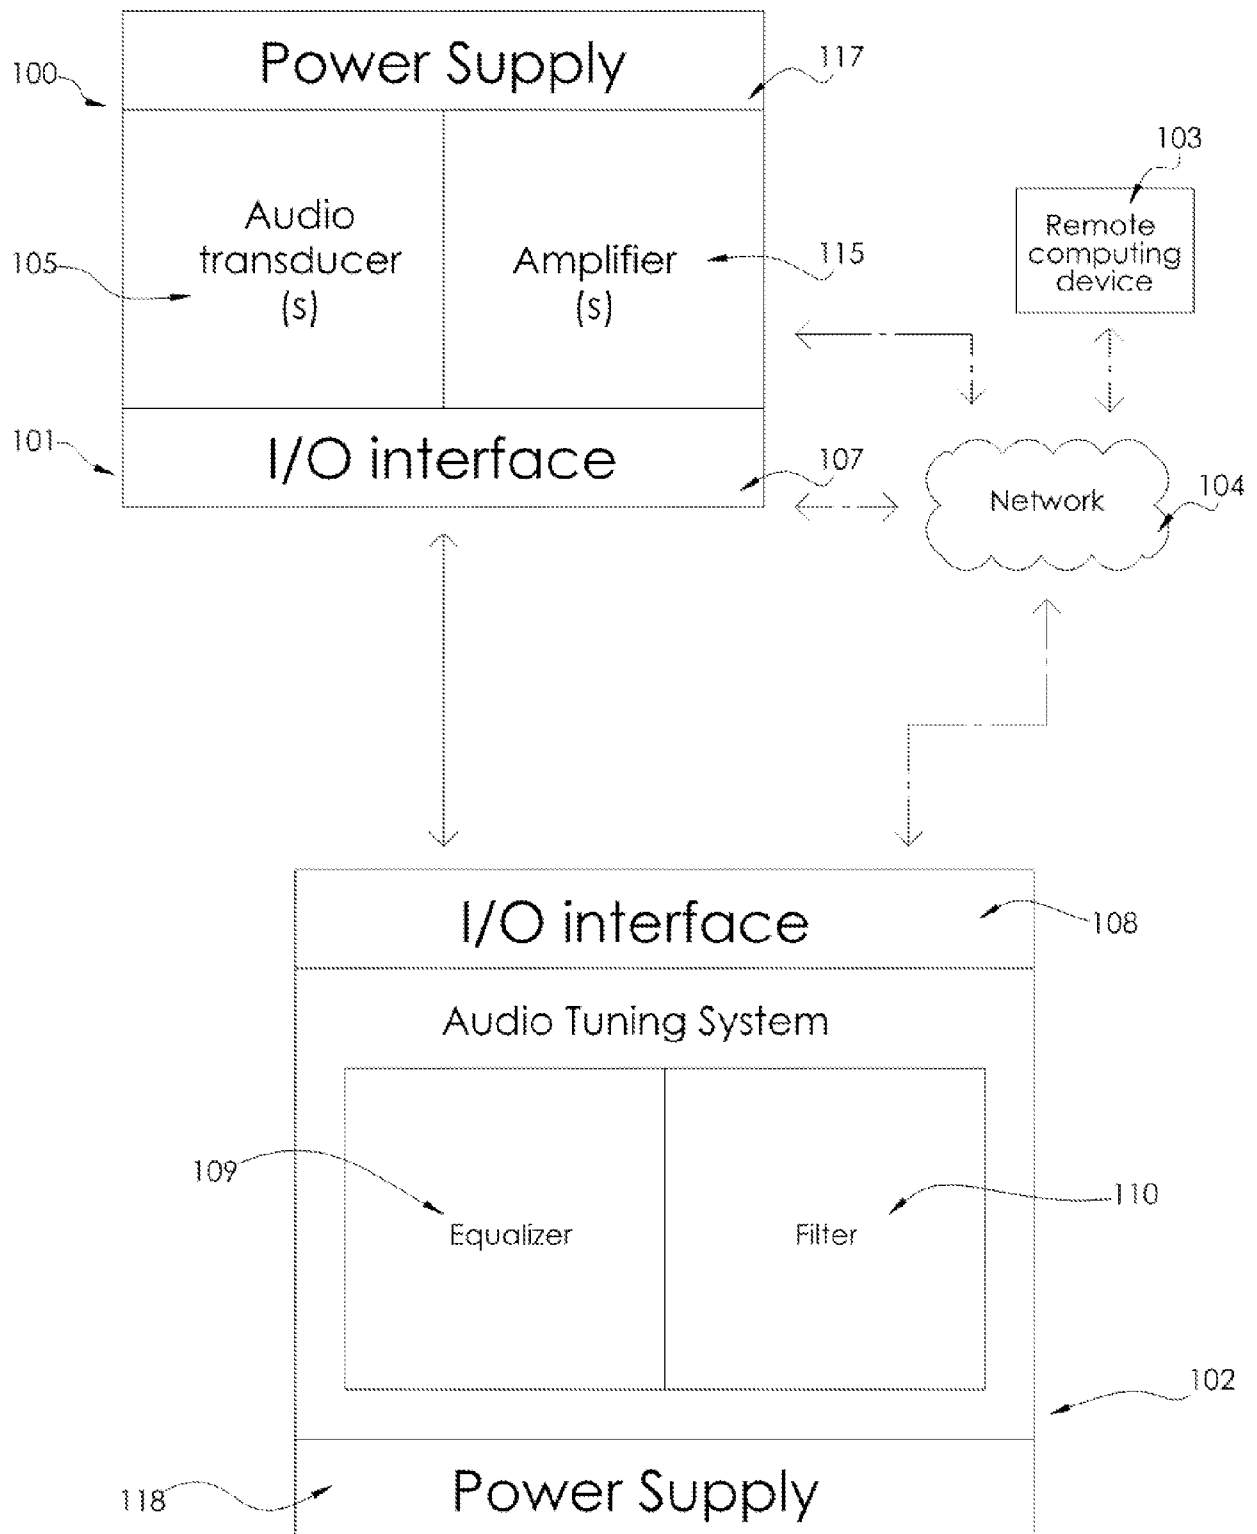 Power Supply
117
100
103
Remote
computing
device
Audio
transducer
(s)
Amplifier
(s)
105
115
101
I/O interface
107
Network
104
I/O interface
108
Audio Tuning System
109
110
Equalizer
Filter
102
118
Power Supply